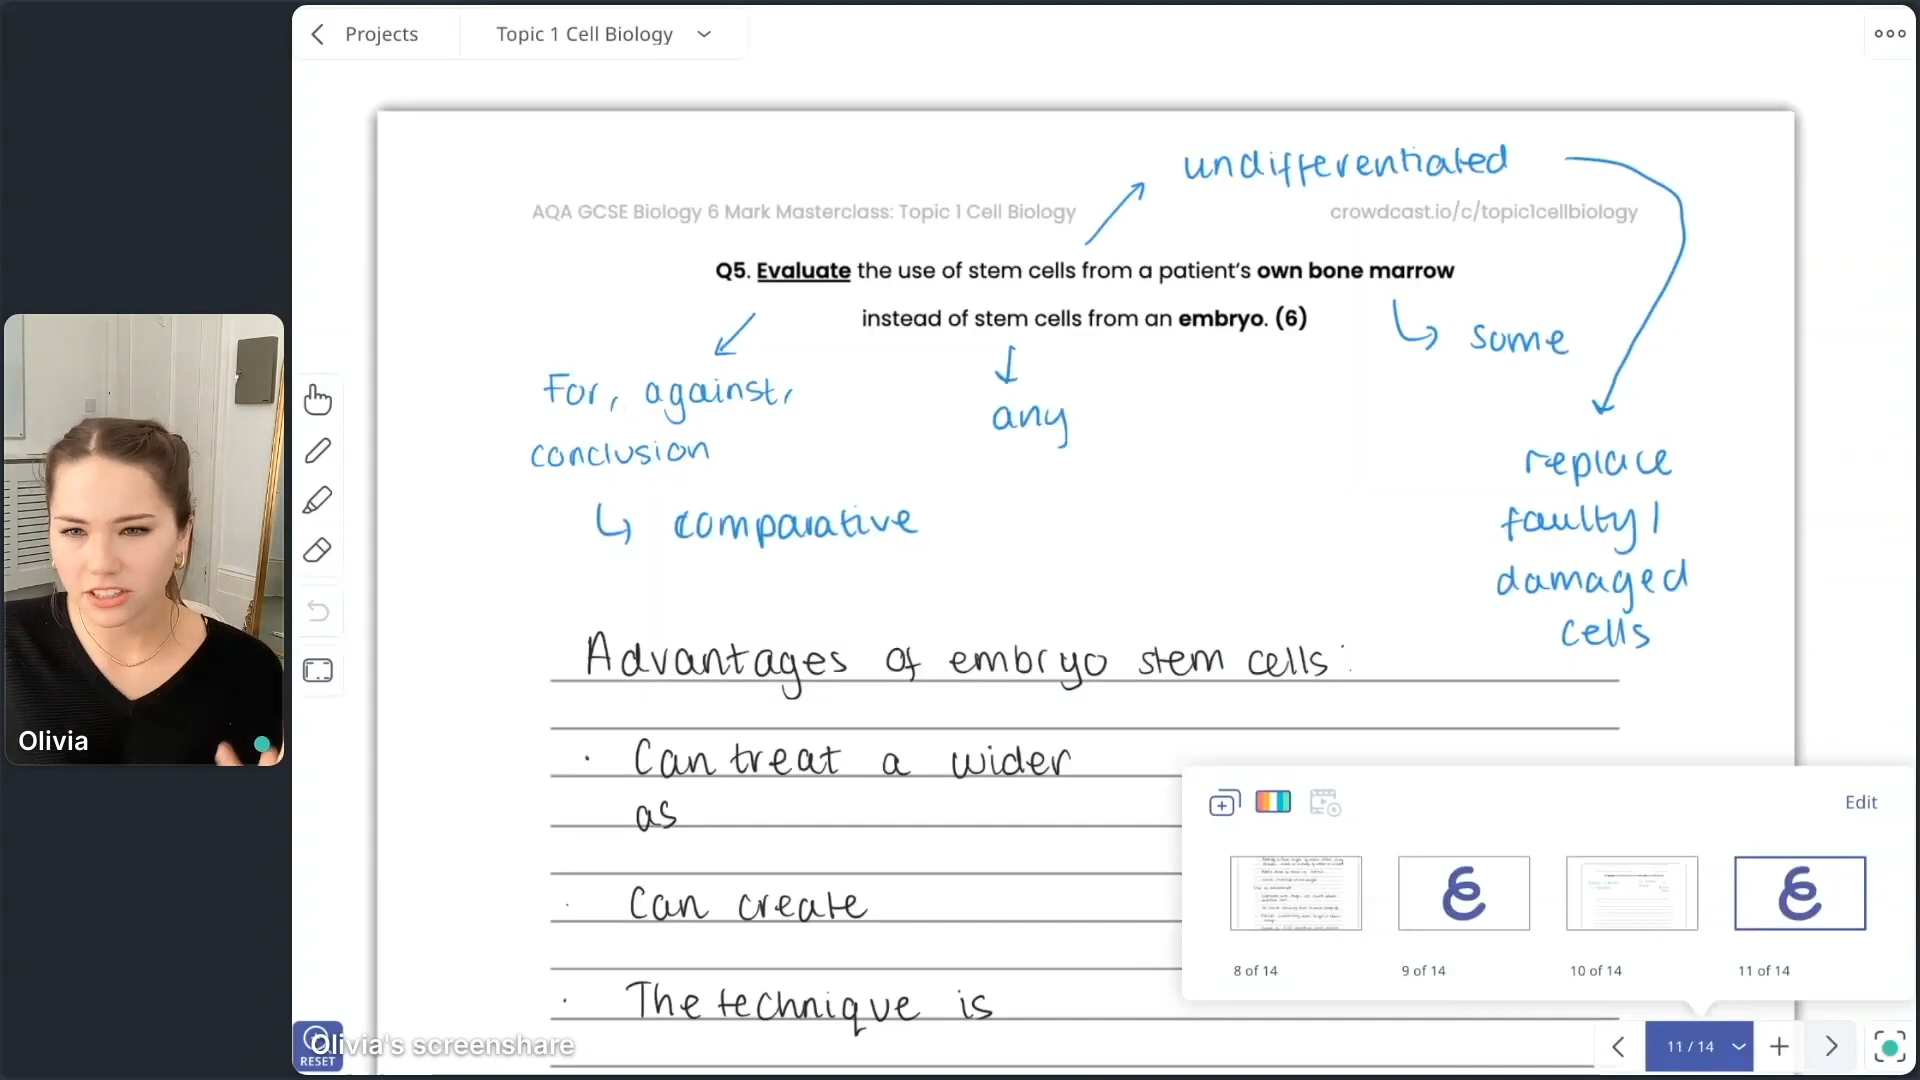 Projects
Topic 1 Cell Biology
undifferentiated
AQA GCSE Biology 6 Mark Masterclass: Topic 1 Cell Biology
crowdcast.io/c/topic1cellbiology
Q5. Evaluate the use of stem cells from a patient's own bone marrow
instead of stem cells from an embryo. (6)
some
For, against,
conclusion
any
comparative
replace
faulty/
damaged
cells
Advantages of embryo stem cells:
· Can treat a wider
as
· Can create
· The technique is
Olivia
Edit
8 of 14
9 of 14
10 of 14
11 of 14
RESET
Olivia's screenshare
11 / 14